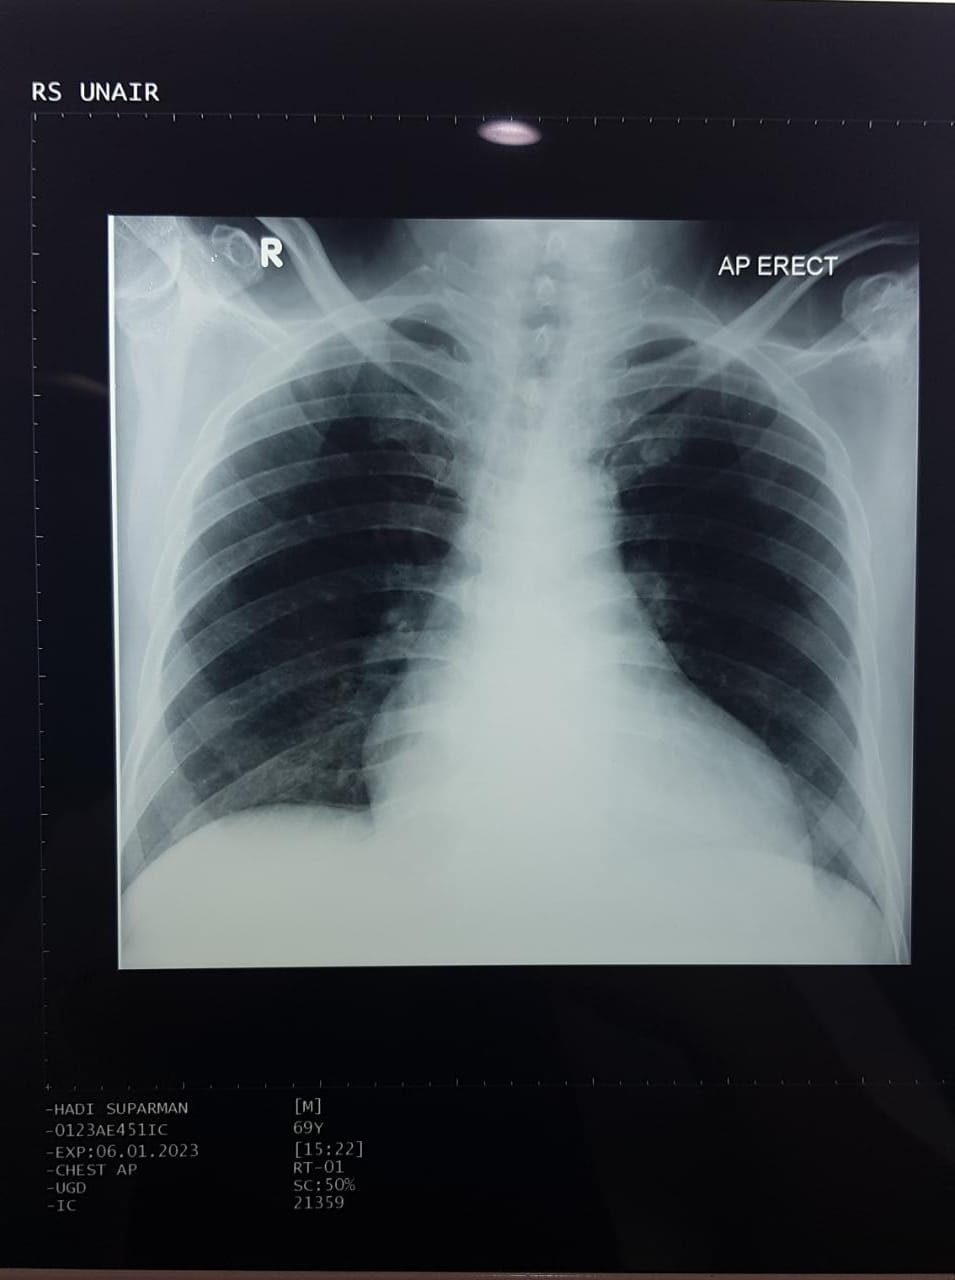 RS UNAIR
R
AP ERECT
-HADI SUPARMAN [M]
-0123AE451IC 69Y
-EXP:06.01.2023 [15:22]
-CHEST AP RT-01
-UGD SC:50%
-IC 21359